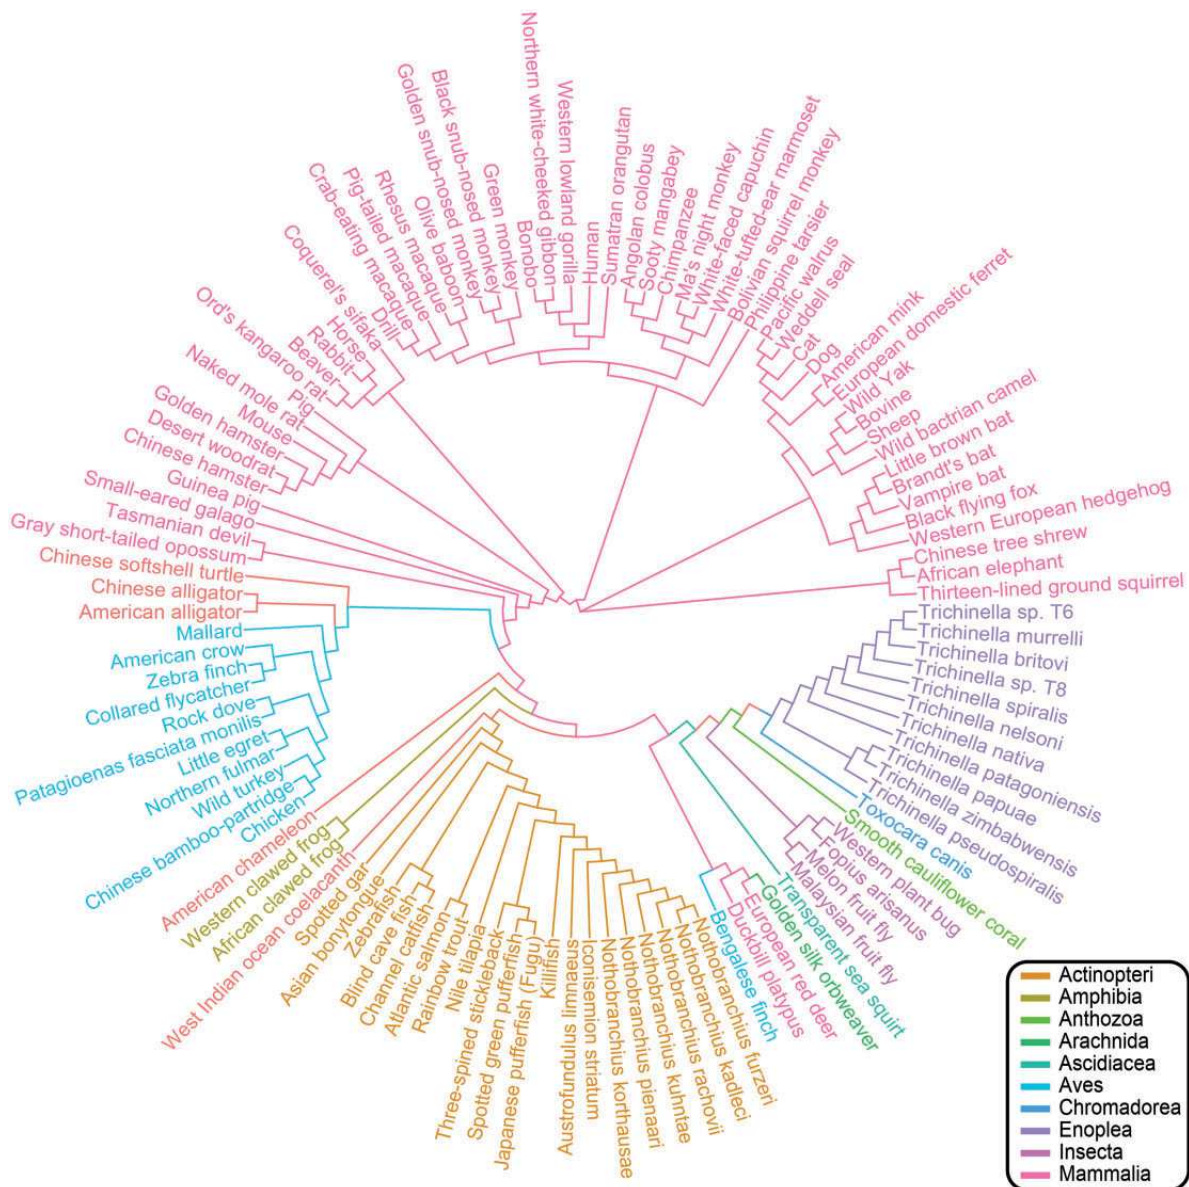 Gray short-tailed opossum
Tasmanian devil
Small-eared galago
Guinea pig
Chinese hamster
Desert woodrat
Golden hamster
Mouse
Naked mole rat
Pig
Ord's kangaroo rat
Beaver
Rabbit
Horse
Coquerel's sifaka
Drill
Crab-eating macaque
Pig-tailed macaque
Rhesus macaque
Olive baboon
Golden snub-nosed monkey
Black snub-nosed monkey
Green monkey
Bonobo
Northern white-cheeked gibbon
Western lowland gorilla
Human
Sumatran orangutan
Angolan colobus
Sooty mangabey
Chimpanzee
Ma's night monkey
White-faced capuchin
White-tufted-ear marmoset
Bolivian squirrel monkey
Philippine tarsier
Pacific walrus
Weddell seal
Cat
Dog
American mink
European domestic ferret
Wild Yak
Bovine
Sheep
Wild bactrian camel
Little brown bat
Brandt's bat
Vampire bat
Black flying fox
Western European hedgehog
Chinese tree shrew
African elephant
Thirteen-lined ground squirrel
Trichinella sp. T6
Trichinella murrelli
Trichinella britovi
Trichinella sp. T8
Trichinella spiralis
Trichinella nelsoni
Trichinella nativa
Trichinella patagoniensis
Trichinella papuae
Trichinella zimbabwensis
Trichinella pseudospiralis
Toxocara canis
Smooth cauliflower coral
Western plant bug
Fopius arisanus
Melon fruit fly
Malaysian fruit fly
Transparent sea squirt
Golden silk orbweaver
European red deer
Duckbill platypus
Bengalese finch
Nothobranchius furzeri
Nothobranchius kadleci
Nothobranchius rachovii
Nothobranchius kuhntae
Nothobranchius pienaari
Nothobranchius korthausae
Iconisemion striatum
Austrofundulus limnaeus
Killifish
Japanese pufferfish (Fugu)
Spotted green pufferfish
Three-spined stickleback
Nile tilapia
Rainbow trout
Atlantic salmon
Channel catfish
Blind cave fish
Zebrafish
Asian bonytongue
Spotted gar
West Indian ocean coelacanth
African clawed frog
Western clawed frog
American chameleon
Chicken
Chinese bamboo-partridge
Wild turkey
Northern fulmar
Little egret
Patagioenas fasciata monilis
Rock dove
Collared flycatcher
Zebra finch
American crow
Mallard
American alligator
Chinese alligator
Chinese softshell turtle
Actinopteri
Amphibia
Anthozoa
Arachnida
Ascidiacea
Aves
Chromadorea
Enoplea
Insecta
Mammalia